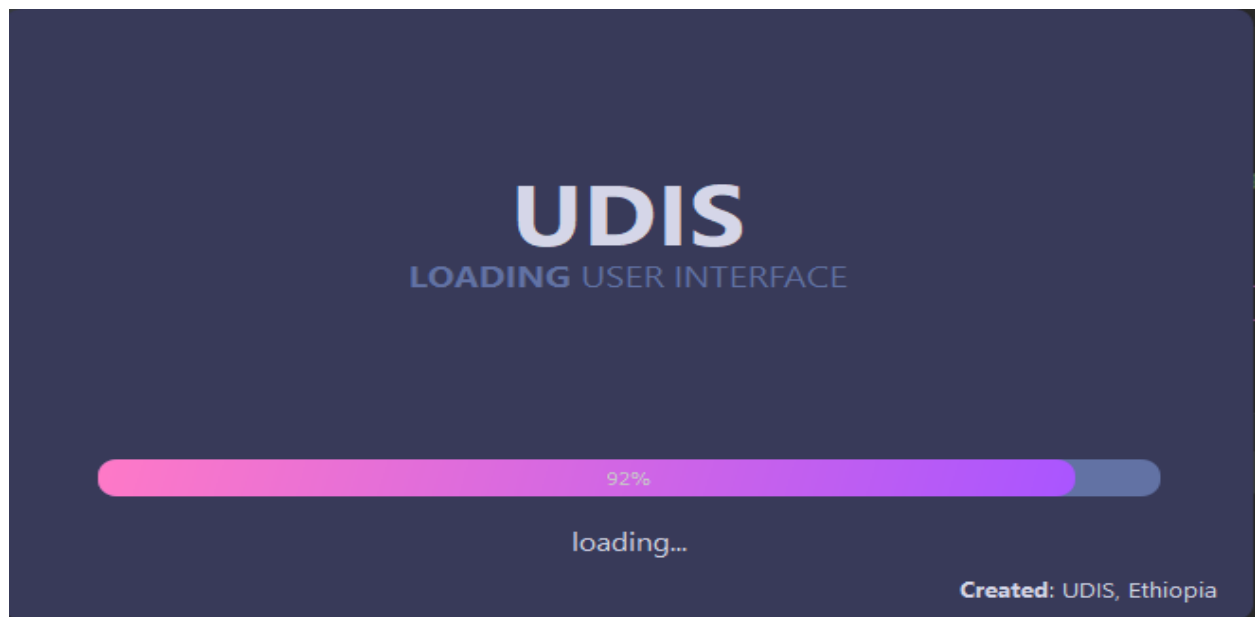 UDIS
LOADING USER INTERFACE
92%
loading...
Created: UDIS, Ethiopia